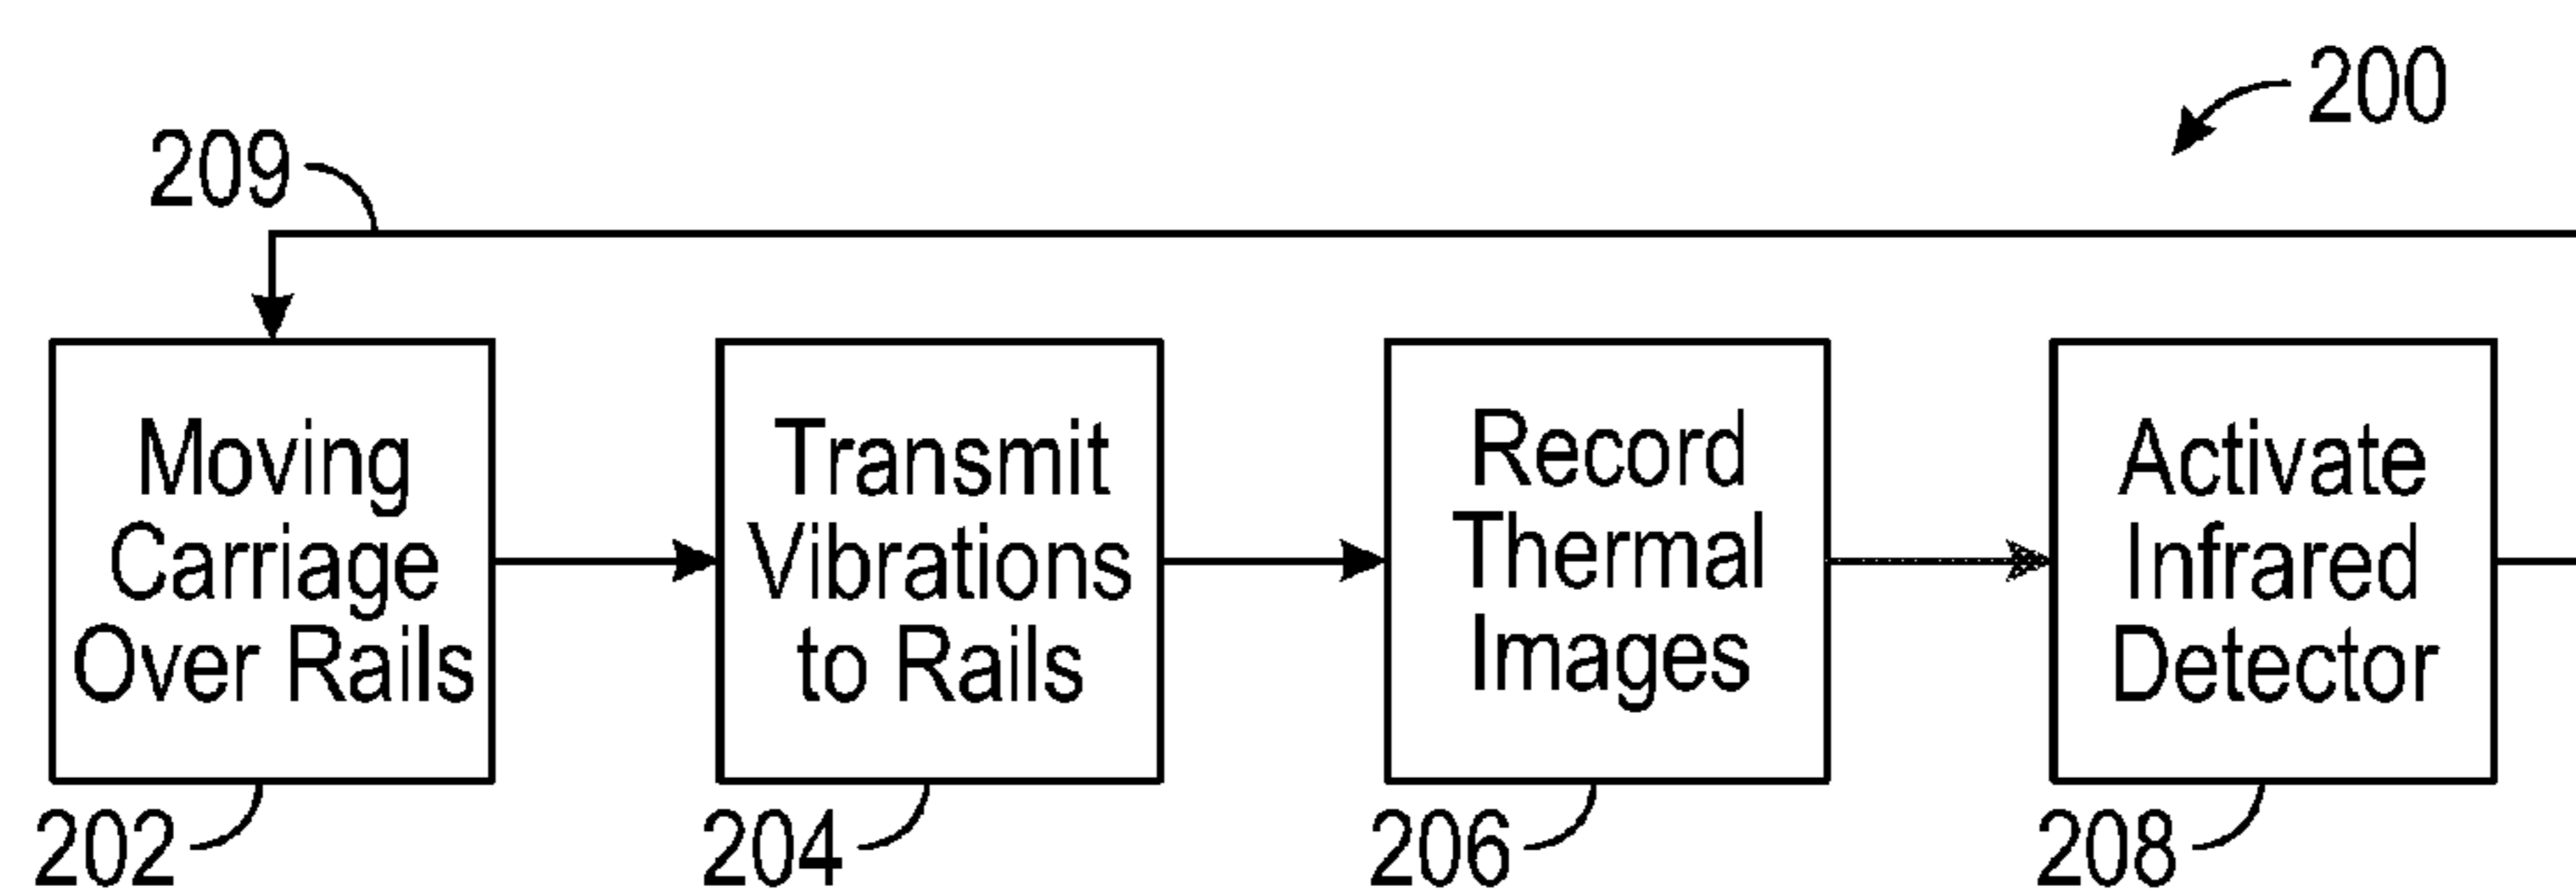 200
209
Moving
Carriage
Over Rails
Transmit
Vibrations
to Rails
Record
Thermal
Images
Activate
Infrared
Detector
202
204
206
208